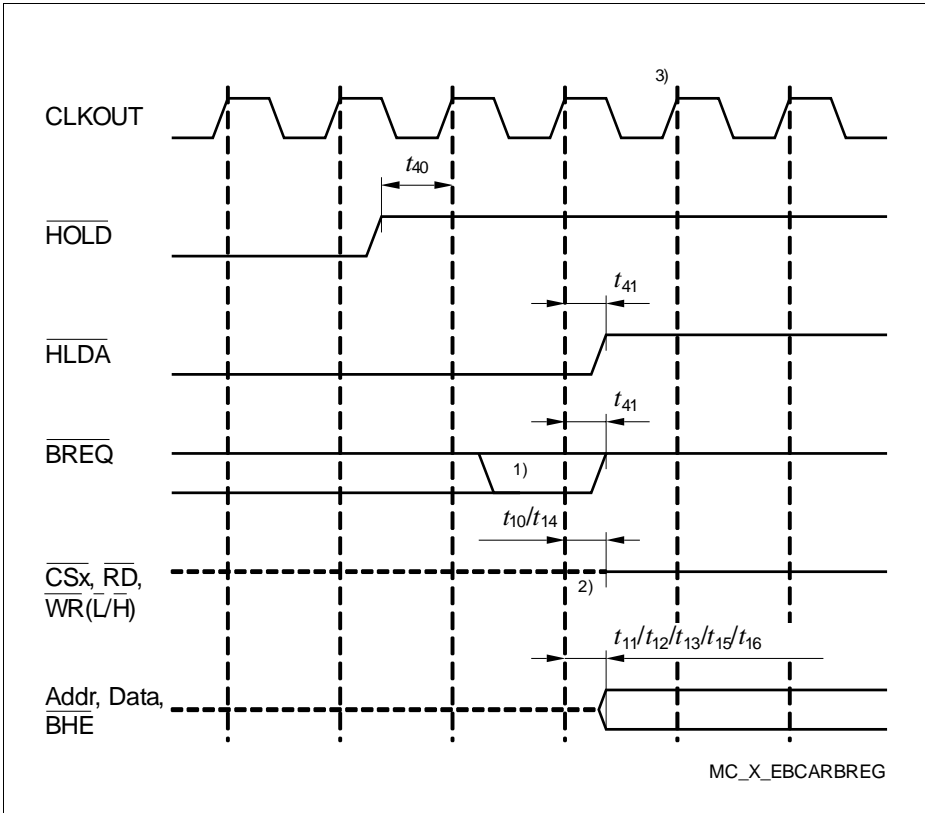 3)
CLKOUT
t40
HOLD
t41
HLDA
t41
BREQ
1)
t10/t14
CSx, RD,
WR(L/H)
2)
t11/t12/t13/t15/t16
Addr, Data,
BHE
MC_X_EBCARBREG